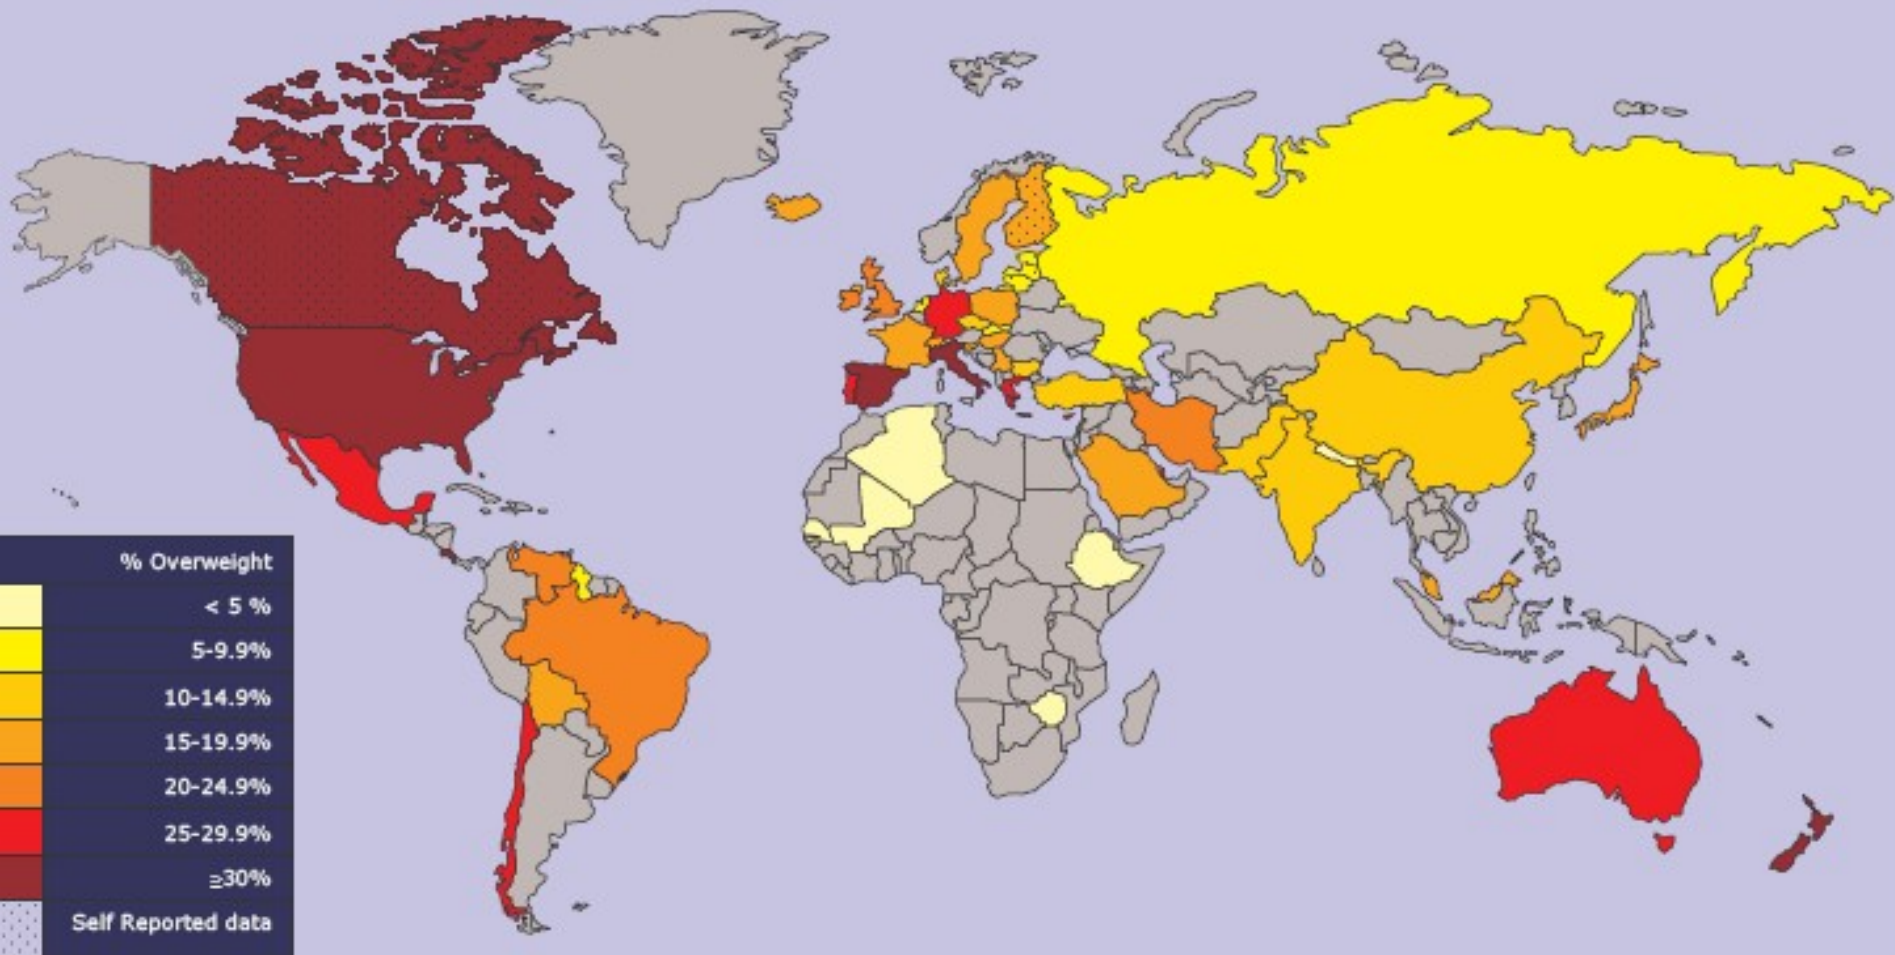 % Overweight
< 5 %
5-9.9%
10-14.9%
15-19.9%
20-24.9%
25-29.9%
≥30%
Self Reported data